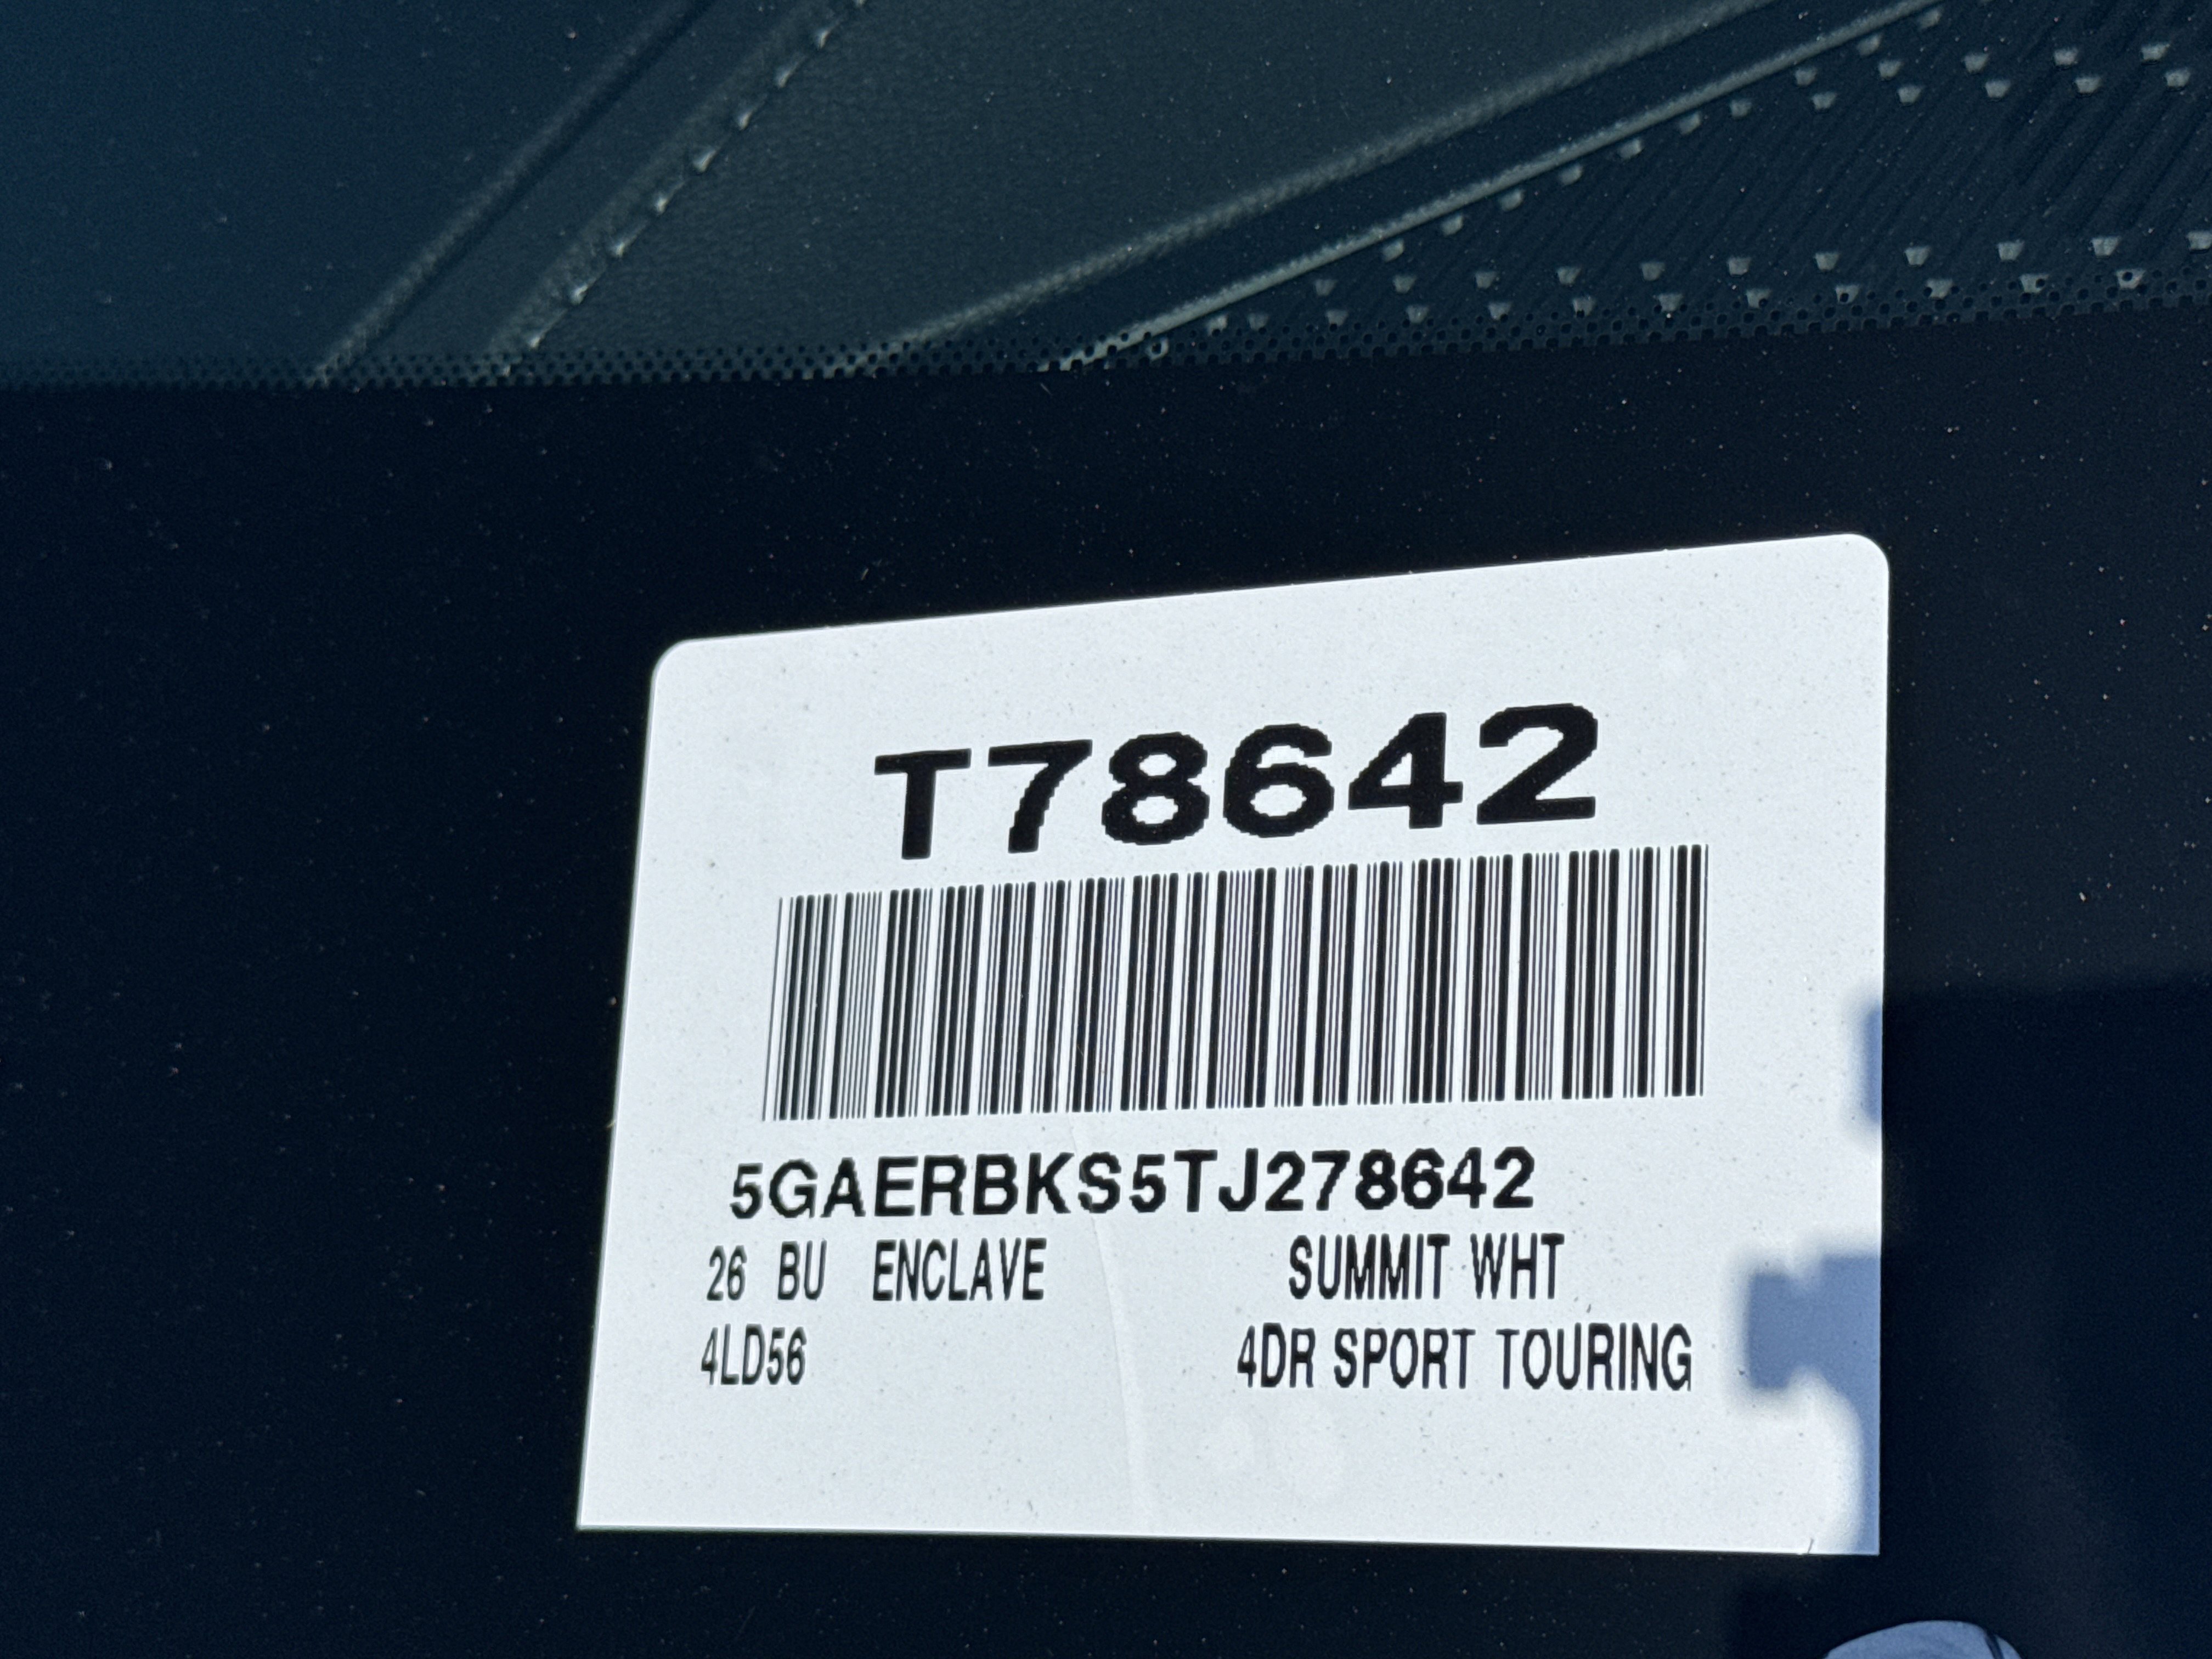 T78642
5GAERBKS5TJ278642
26 BU ENCLAVE SUMMIT WHT
4LD56 4DR SPORT TOURING